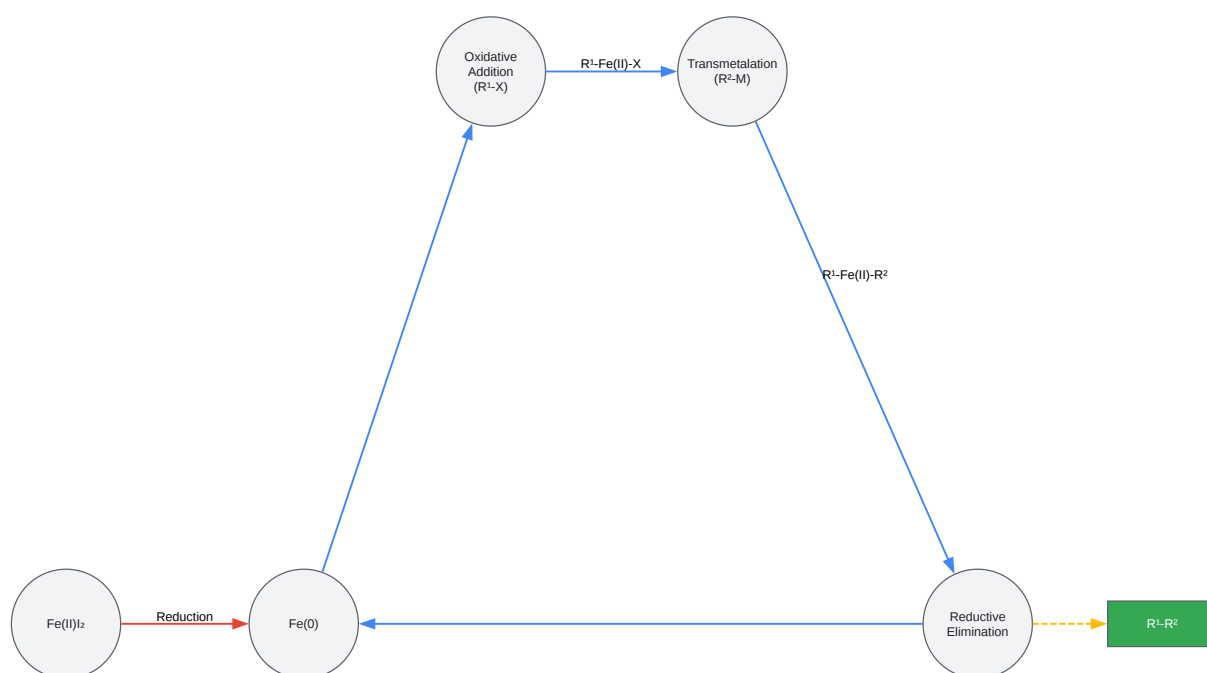 Oxidative
Addition
(R¹-X)
R¹-Fe(II)-X
Transmetalation
(R²-M)
R¹-Fe(II)-R²
Fe(II)I₂
Reduction
Fe(0)
Reductive
Elimination
R¹-R²